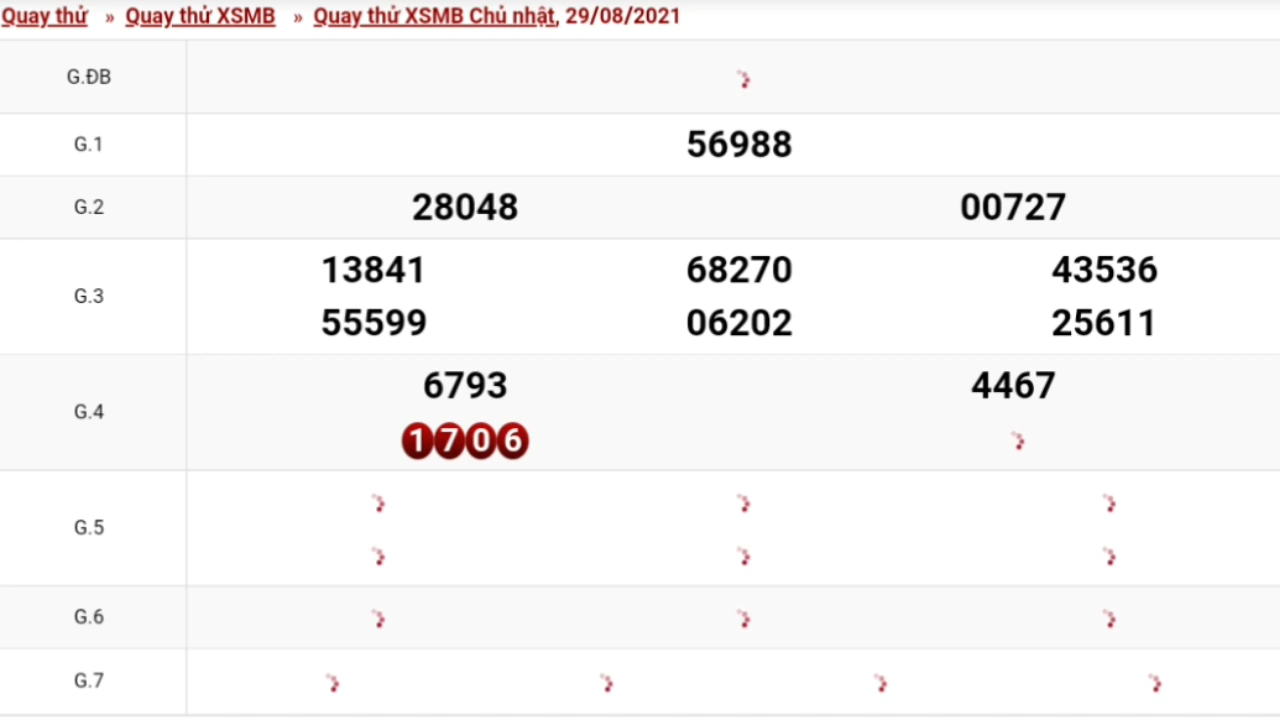 Quay thử » Quay thử XSMB » Quay thử XSMB Chủ nhật, 29/08/2021
G.ĐB
G.1 56988
G.2 28048 00727
G.3
13841 68270 43536
55599 06202 25611
G.4
6793 4467
1706
G.5
G.6
G.7